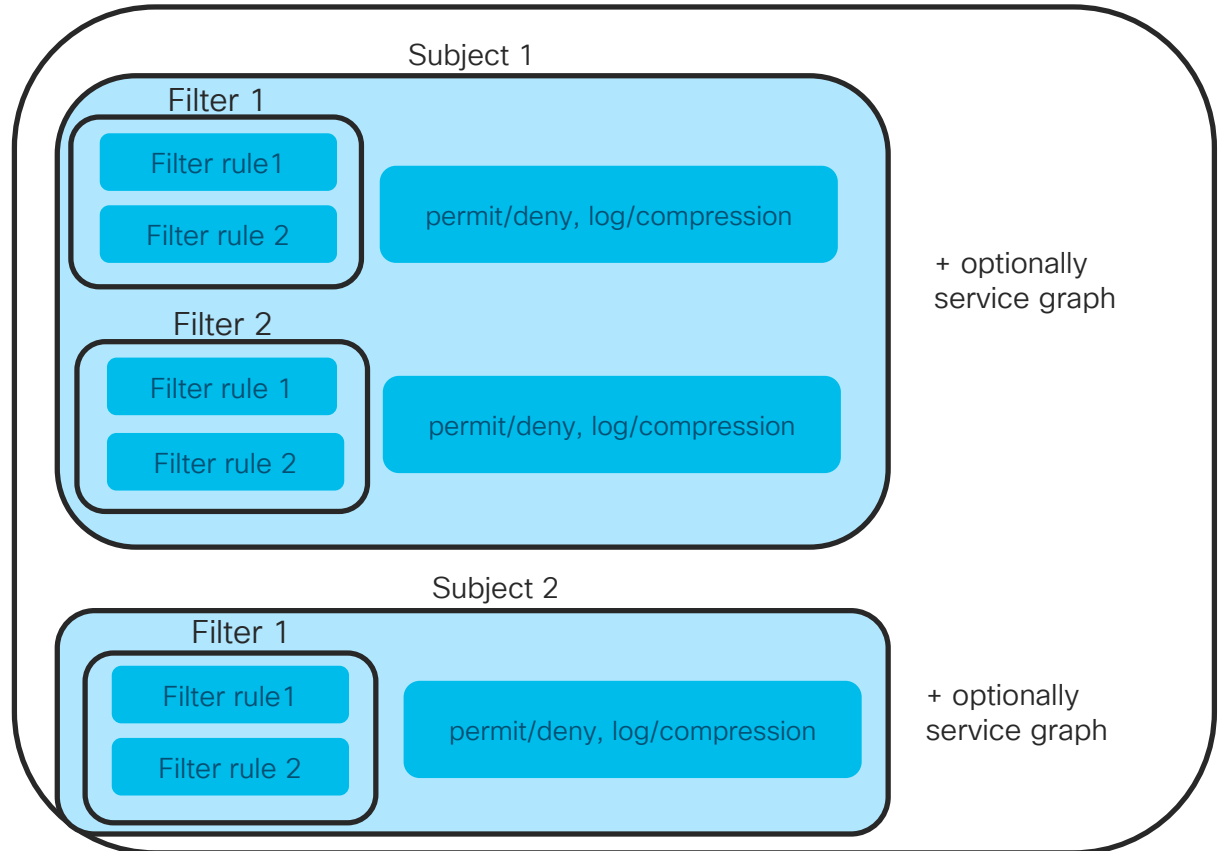 Subject 1
Filter 1
Filter rule1
Filter rule 2
permit/deny, log/compression
Filter 2
Filter rule 1
Filter rule 2
permit/deny, log/compression
+ optionally
service graph
Subject 2
Filter 1
Filter rule1
Filter rule 2
permit/deny, log/compression
+ optionally
service graph